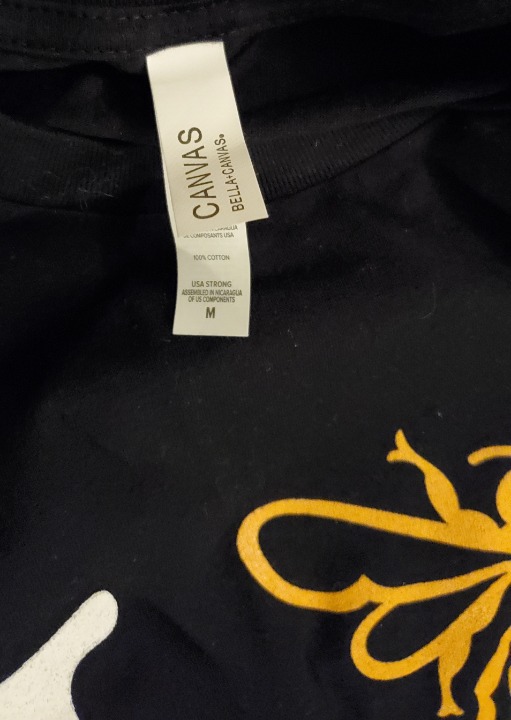 CANVAS
BELLA+CANVAS®
COMPOSANTS USA
100% COTTON
USA STRONG
ASSEMBLED IN NICARAGUA
OF US COMPONENTS
M